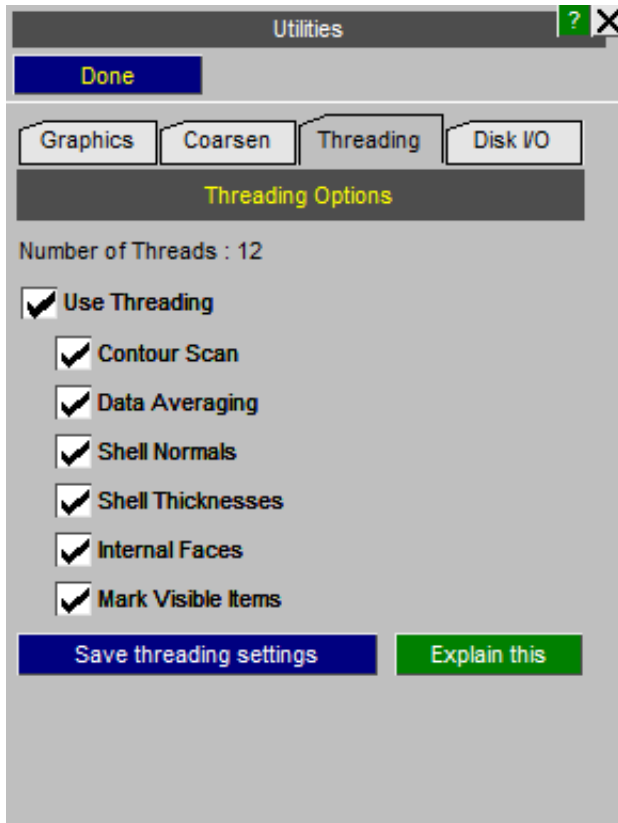 Utilities
?
Done
Graphics Coarsen Threading Disk I/O
Threading Options
Number of Threads : 12
Use Threading
Contour Scan
Data Averaging
Shell Normals
Shell Thicknesses
Internal Faces
Mark Visible Items
Save threading settings Explain this